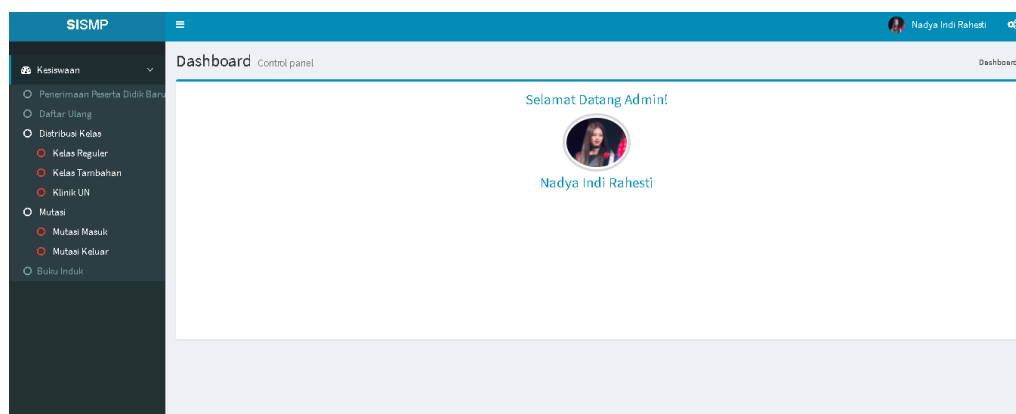 SISMP
Nadya Indi Rahesti
Kesiswaan
Penerimaan Peserta Didik Baru
Daftar Ulang
Distribusi Kelas
Kelas Reguler
Kelas Tambahan
Klinik UN
Mutasi
Mutasi Masuk
Mutasi Keluar
Buku Induk
Dashboard Control panel
Dashboard
Selamat Datang Admin!
Nadya Indi Rahesti